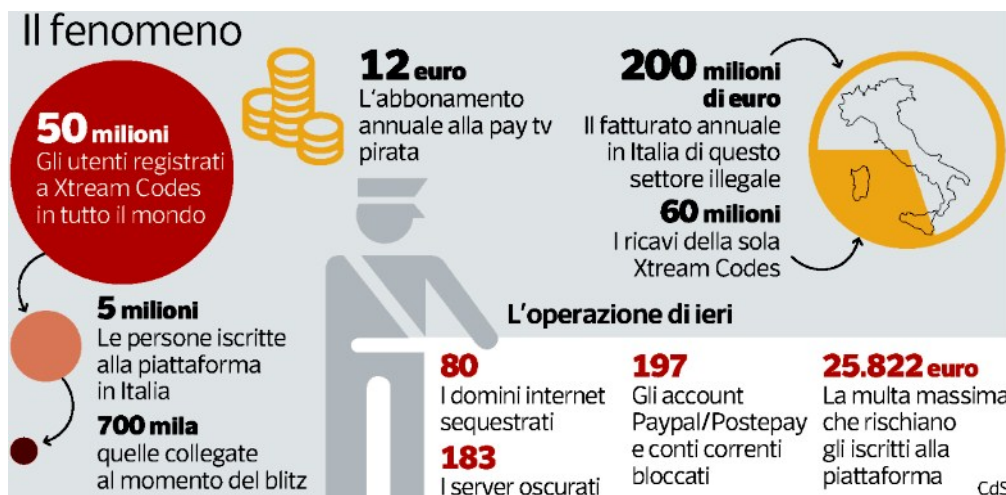 Il fenomeno
50 milioni
Gli utenti registrati
a Xtream Codes
in tutto il mondo
5 milioni
Le persone iscritte
alla piattaforma
in Italia
700 mila
quelle collegate
al momento del blitz
12 euro
L'abbonamento
annuale alla pay tv
pirata
200 milioni
di euro
Il fatturato annuale
in Italia di questo
settore illegale
60 milioni
I ricavi della sola
Xtream Codes
L'operazione di ieri
80
I domini internet
sequestrati
183
I server oscurati
197
Gli account
Paypal/Postepay
e conti correnti
bloccati
25.822 euro
La multa massima
che rischiano
gli iscritti alla
piattaforma
CdS